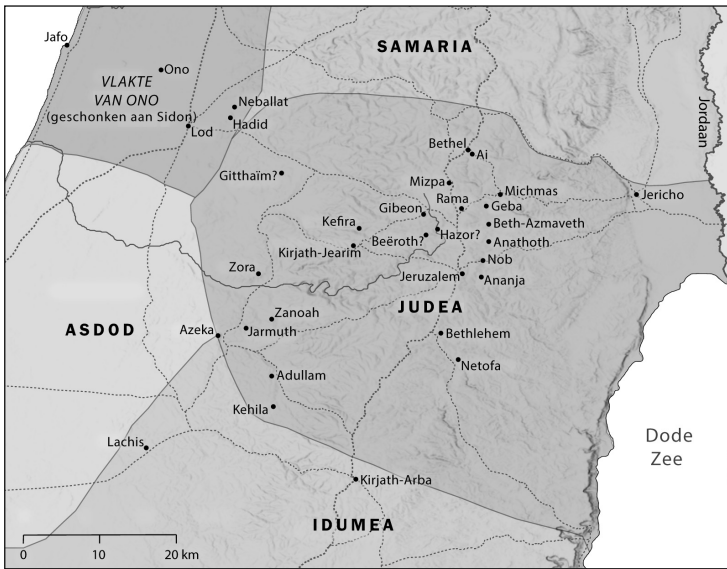 Jafo
SAMARIA
Ono
VLAKTE
VAN ONO
(geschonken aan Sidon)
Neballat
Hadid
Lod
Jordaan
Bethel
Ai
Gitthaïm?
Mizpa
Michmas
Jericho
Rama
Geba
Gibeon
Kefira
Beth-Azmaveth
Hazor?
Beëroth?
Anathoth
Kirjath-Jearim
Nob
Zora
Jeruzalem
Ananja
JUDEA
Zanoah
ASDOD
Azeka
Jarmuth
Bethlehem
Netofa
Adullam
Kehila
Dode
Zee
Lachis
Kirjath-Arba
IDUMEA
0 10 20 km